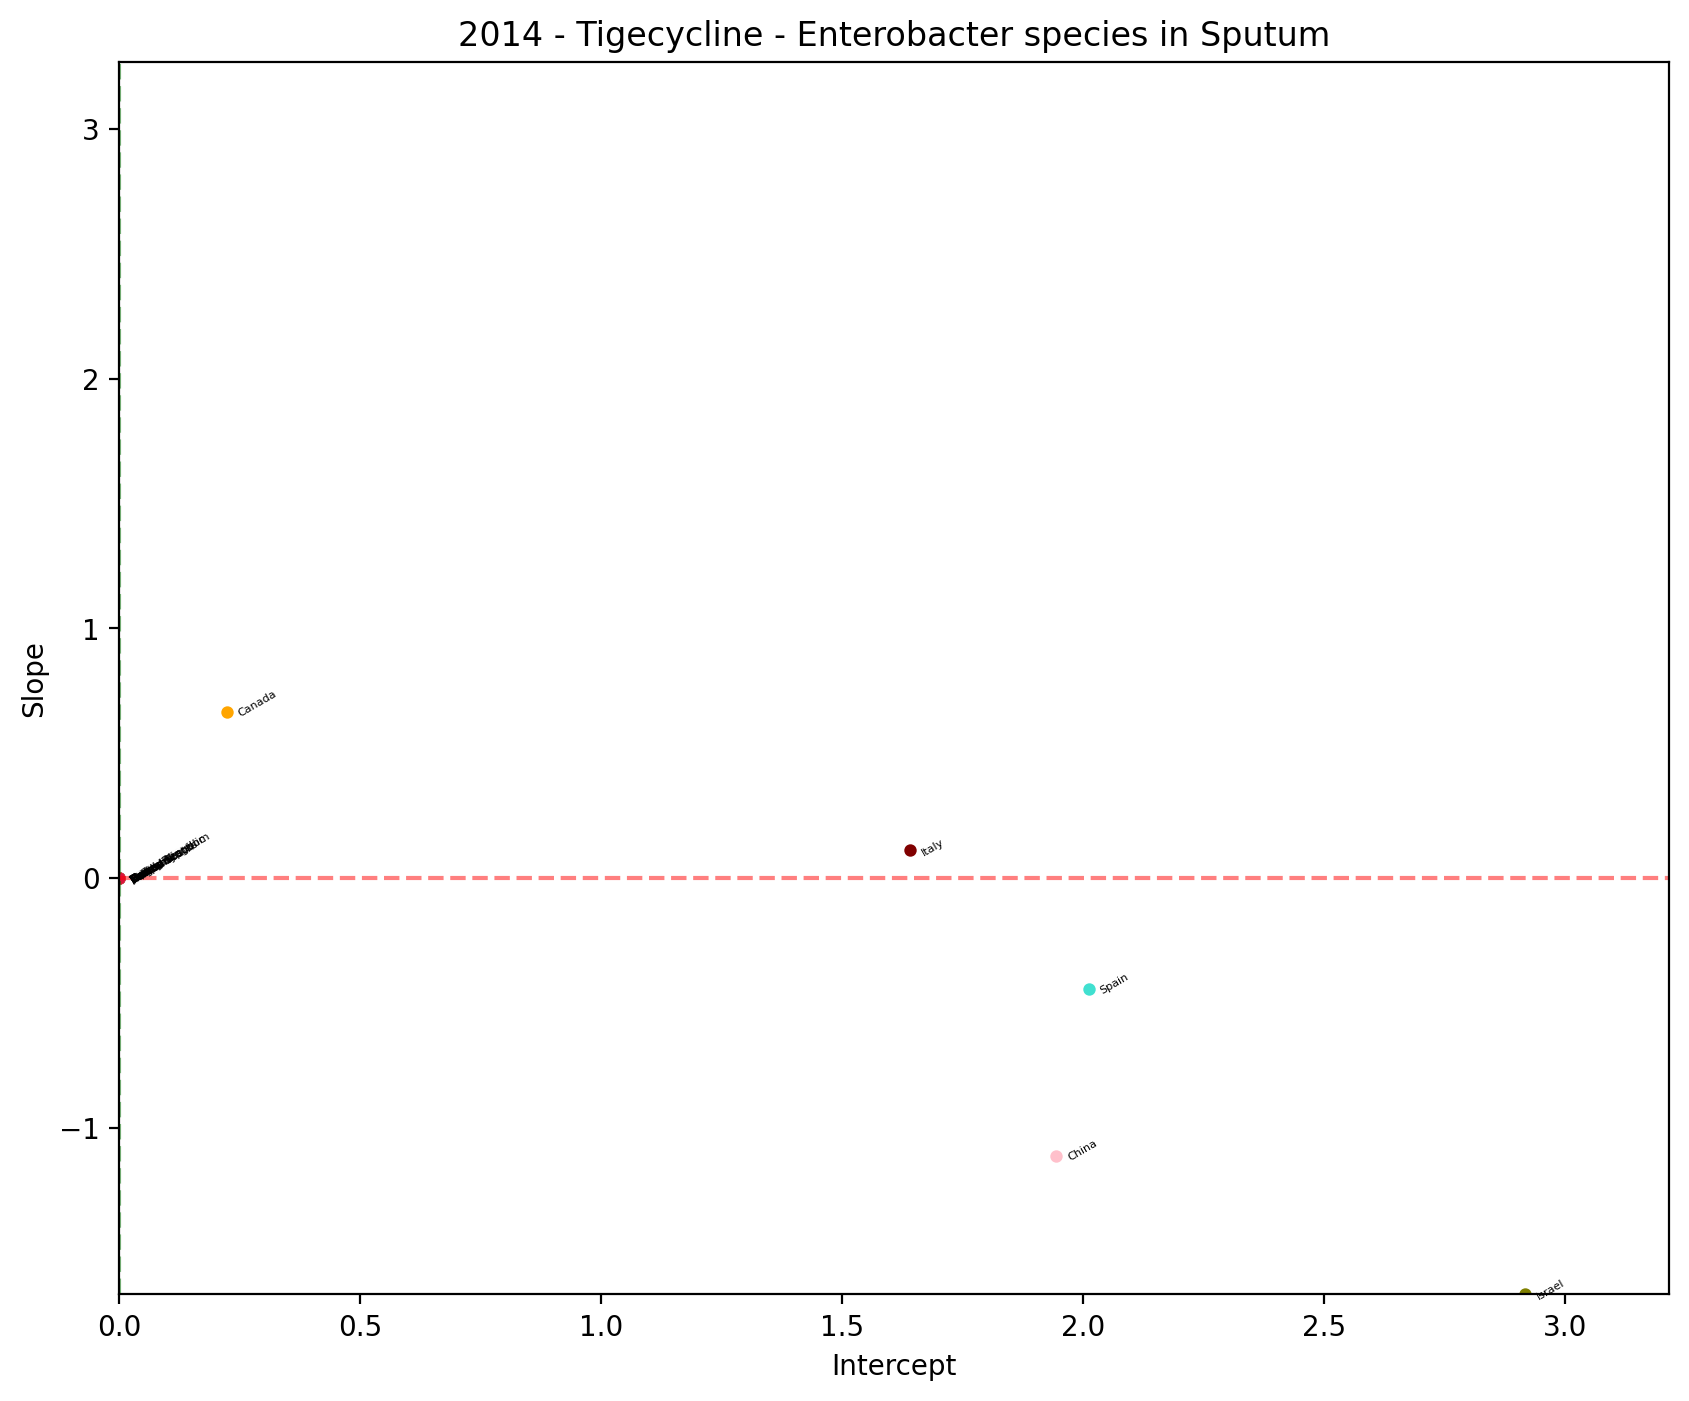 2014 - Tigecycline - Enterobacter species in Sputum
3
2
1
0
−1
Slope
Canada
Italy
Spain
China
Israel
0.0 0.5 1.0 1.5 2.0 2.5 3.0
Intercept